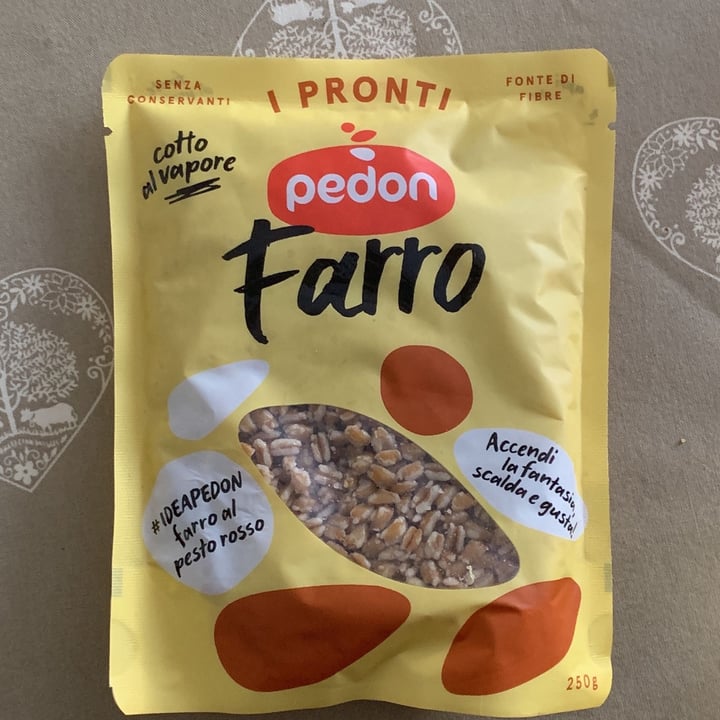 SENZA
CONSERVANTI
I PRONTI
FONTE DI
FIBRE
cotto
al vapore
pedon
Farro
#IDEAPEDON
farro al
pesto rosso
Accendi
la fantasia,
scalda e gusta!
250g